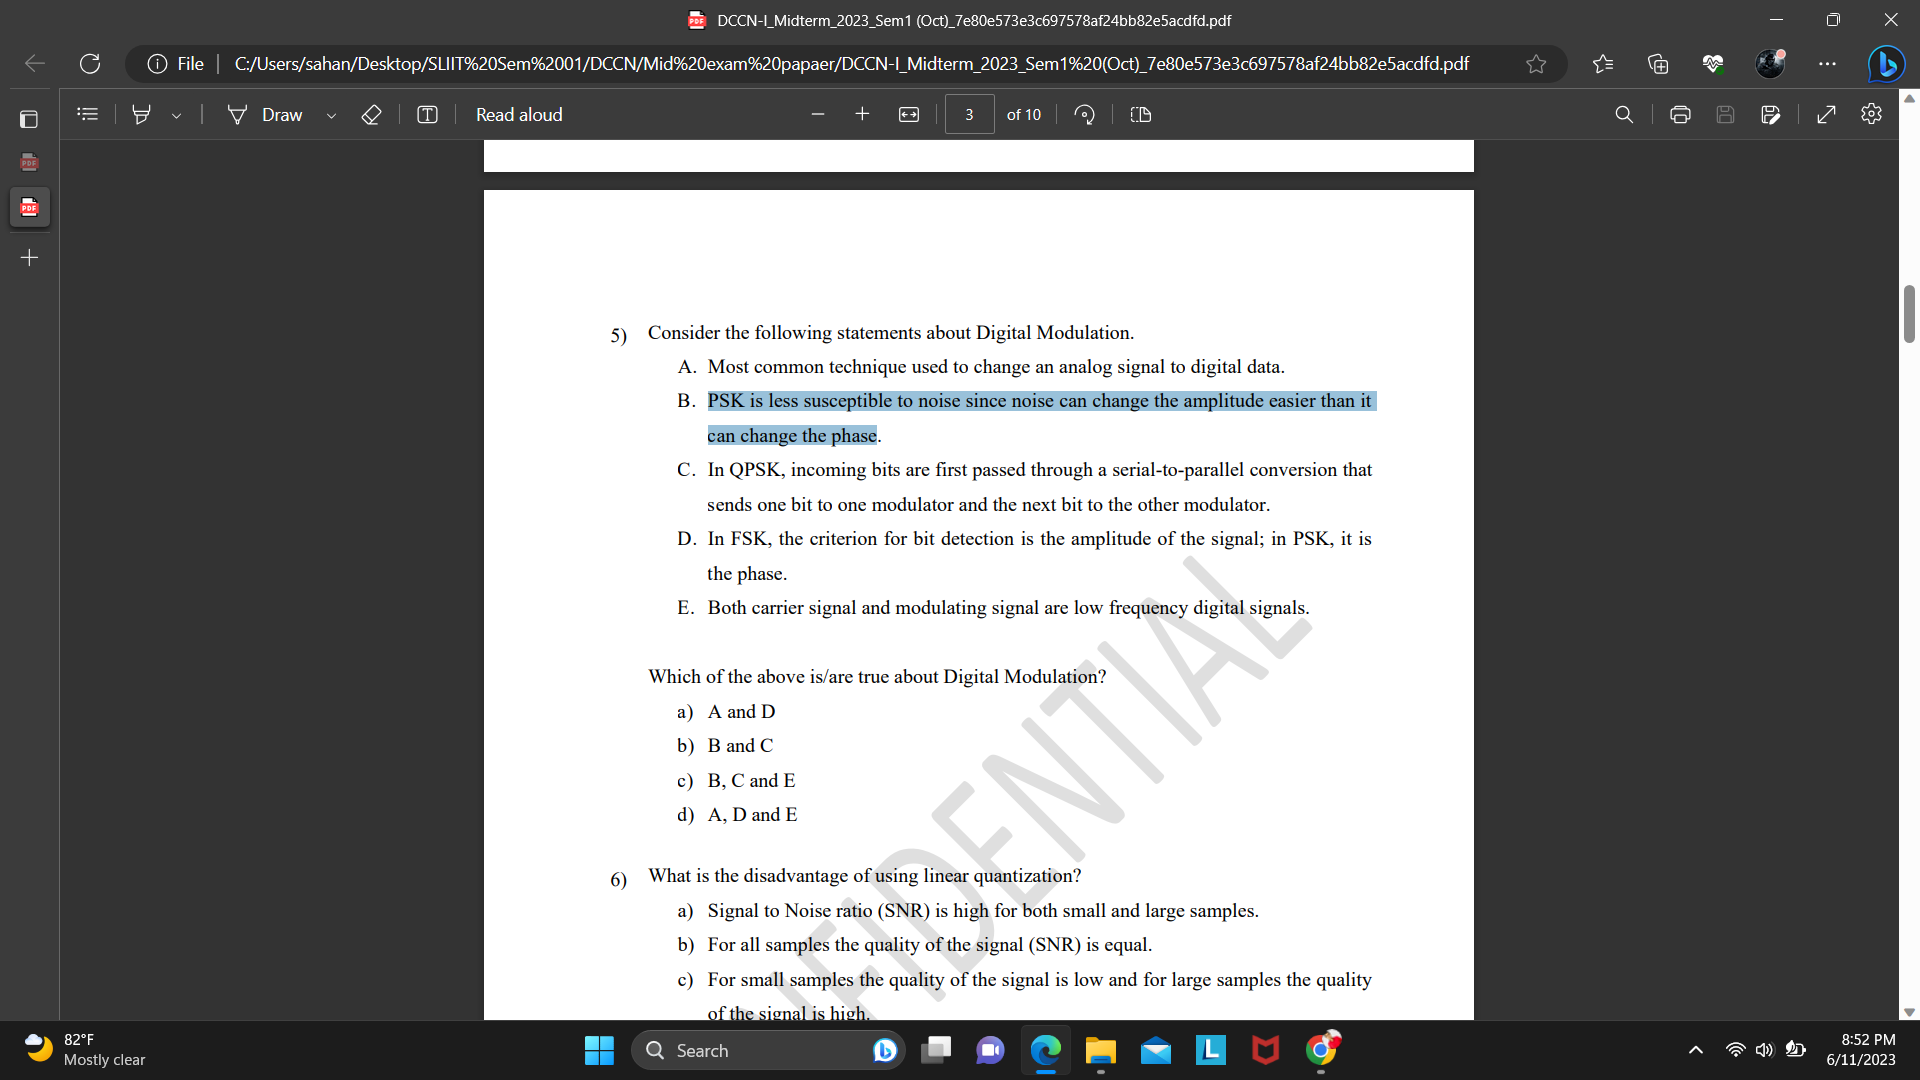 DCCN-I_Midterm_2023_Sem1 (Oct)_7e80e573e3c697578af24bb82e5acdfd.pdf
File
C:/Users/sahan/Desktop/SLIIT%20Sem%2001/DCCN/Mid%20exam%20papaer/DCCN-I_Midterm_2023_Sem1%20(Oct)_7e80e573e3c697578af24bb82e5acdfd.pdf
Draw
Read aloud
3 of 10
PDF
PDF
5) Consider the following statements about Digital Modulation.
A. Most common technique used to change an analog signal to digital data.
B. PSK is less susceptible to noise since noise can change the amplitude easier than it
can change the phase.
C. In QPSK, incoming bits are first passed through a serial-to-parallel conversion that
sends one bit to one modulator and the next bit to the other modulator.
D. In FSK, the criterion for bit detection is the amplitude of the signal; in PSK, it is
the phase.
E. Both carrier signal and modulating signal are low frequency digital signals.
Which of the above is/are true about Digital Modulation?
a) A and D
b) B and C
c) B, C and E
d) A, D and E
6) What is the disadvantage of using linear quantization?
a) Signal to Noise ratio (SNR) is high for both small and large samples.
b) For all samples the quality of the signal (SNR) is equal.
c) For small samples the quality of the signal is low and for large samples the quality
of the signal is high.
FIDENTIAL
82°F
Mostly clear
Search
8:52 PM
6/11/2023